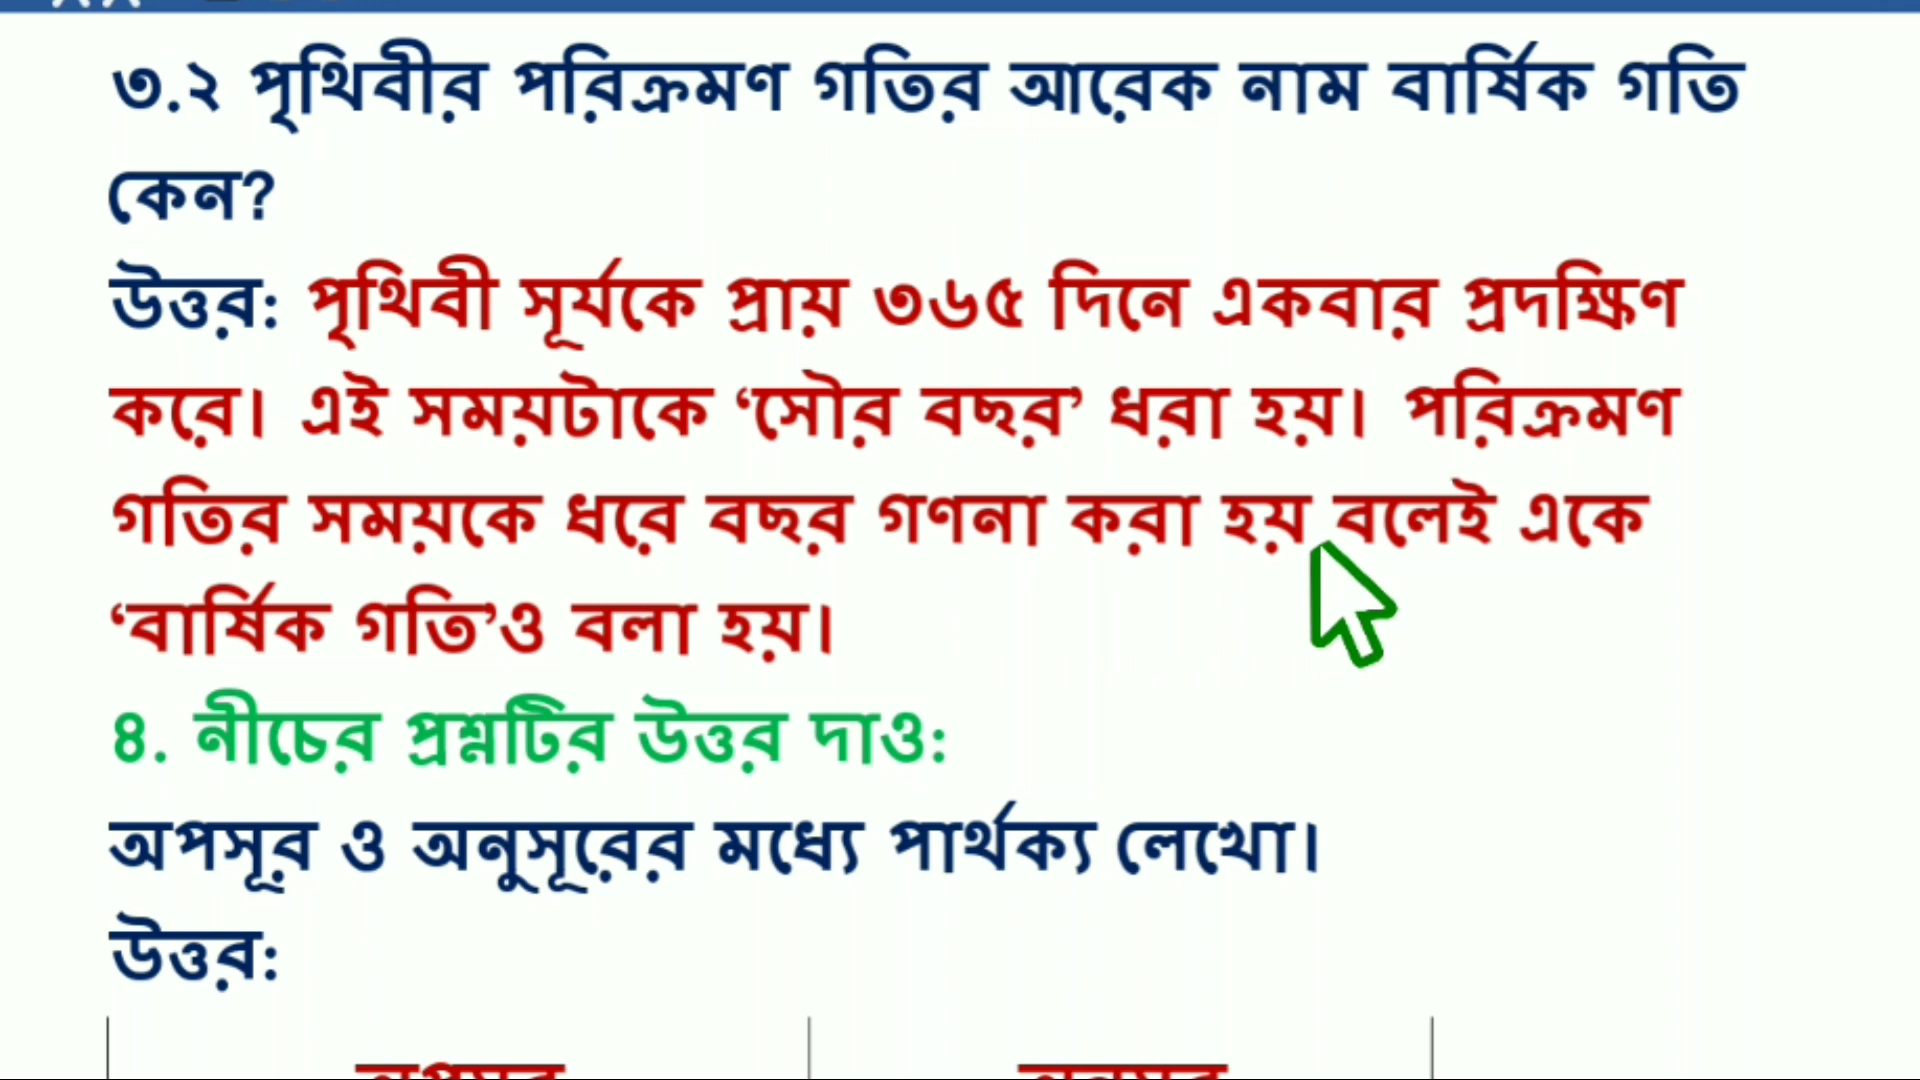 ৩.২ পৃথিবীর পরিক্রমণ গতির আরেক নাম বার্ষিক গতি
কেন?
উত্তর: পৃথিবী সূর্যকে প্রায় ৩৬৫ দিনে একবার প্রদক্ষিণ
করে। এই সময়টাকে ‘সৌর বছর’ ধরা হয়। পরিক্রমণ
গতির সময়কে ধরে বছর গণনা করা হয় বলেই একে
‘বার্ষিক গতি’ও বলা হয়।
৪. নীচের প্রশ্নটির উত্তর দাও:
অপসূর ও অনুসূরের মধ্যে পার্থক্য লেখো।
উত্তর: